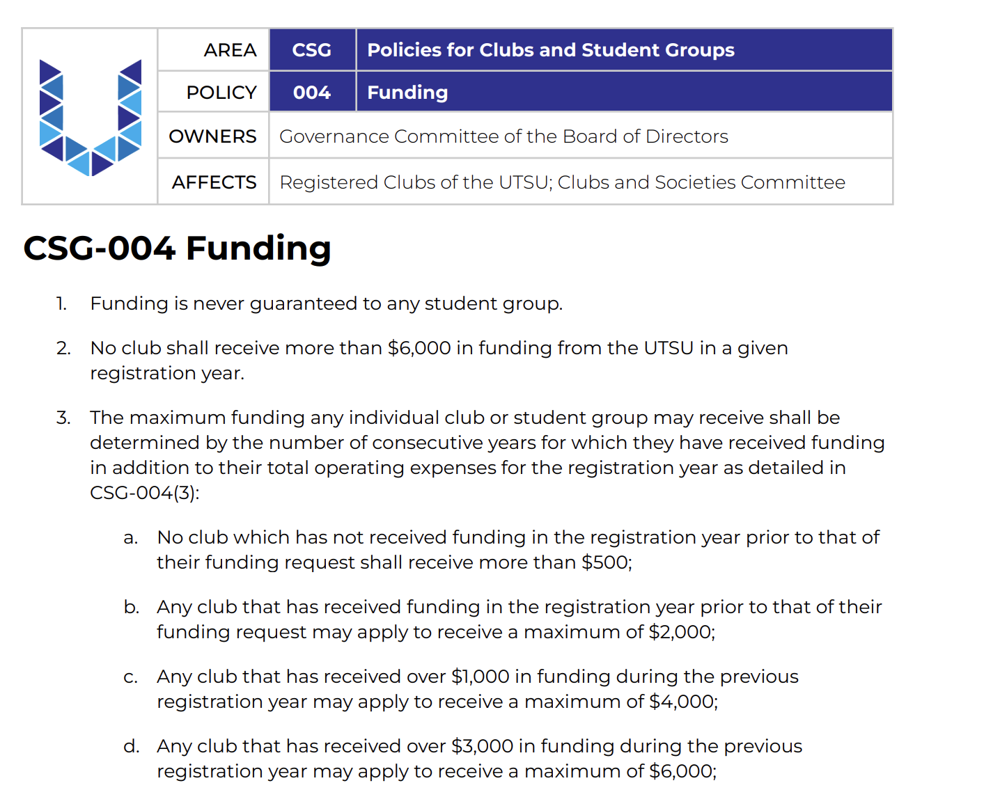 AREA CSG Policies for Clubs and Student Groups
POLICY 004 Funding
OWNERS Governance Committee of the Board of Directors
AFFECTS Registered Clubs of the UTSU; Clubs and Societies Committee
CSG-004 Funding
1. Funding is never guaranteed to any student group.
2. No club shall receive more than $6,000 in funding from the UTSU in a given
registration year.
3. The maximum funding any individual club or student group may receive shall be
determined by the number of consecutive years for which they have received funding
in addition to their total operating expenses for the registration year as detailed in
CSG-004(3):
a. No club which has not received funding in the registration year prior to that of
their funding request shall receive more than $500;
b. Any club that has received funding in the registration year prior to that of their
funding request may apply to receive a maximum of $2,000;
c. Any club that has received over $1,000 in funding during the previous
registration year may apply to receive a maximum of $4,000;
d. Any club that has received over $3,000 in funding during the previous
registration year may apply to receive a maximum of $6,000;